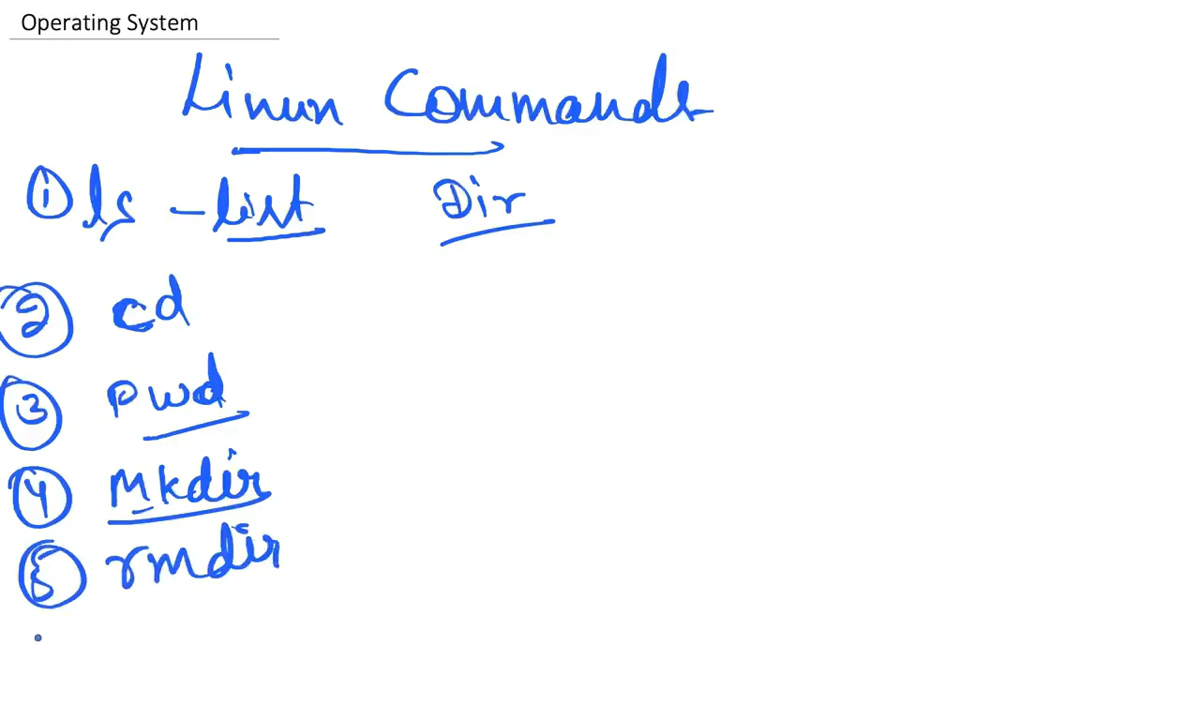 Operating System
Linux Commands
① ls - list Dir
② cd
③ pwd
④ Mkdir
⑤ rmdir